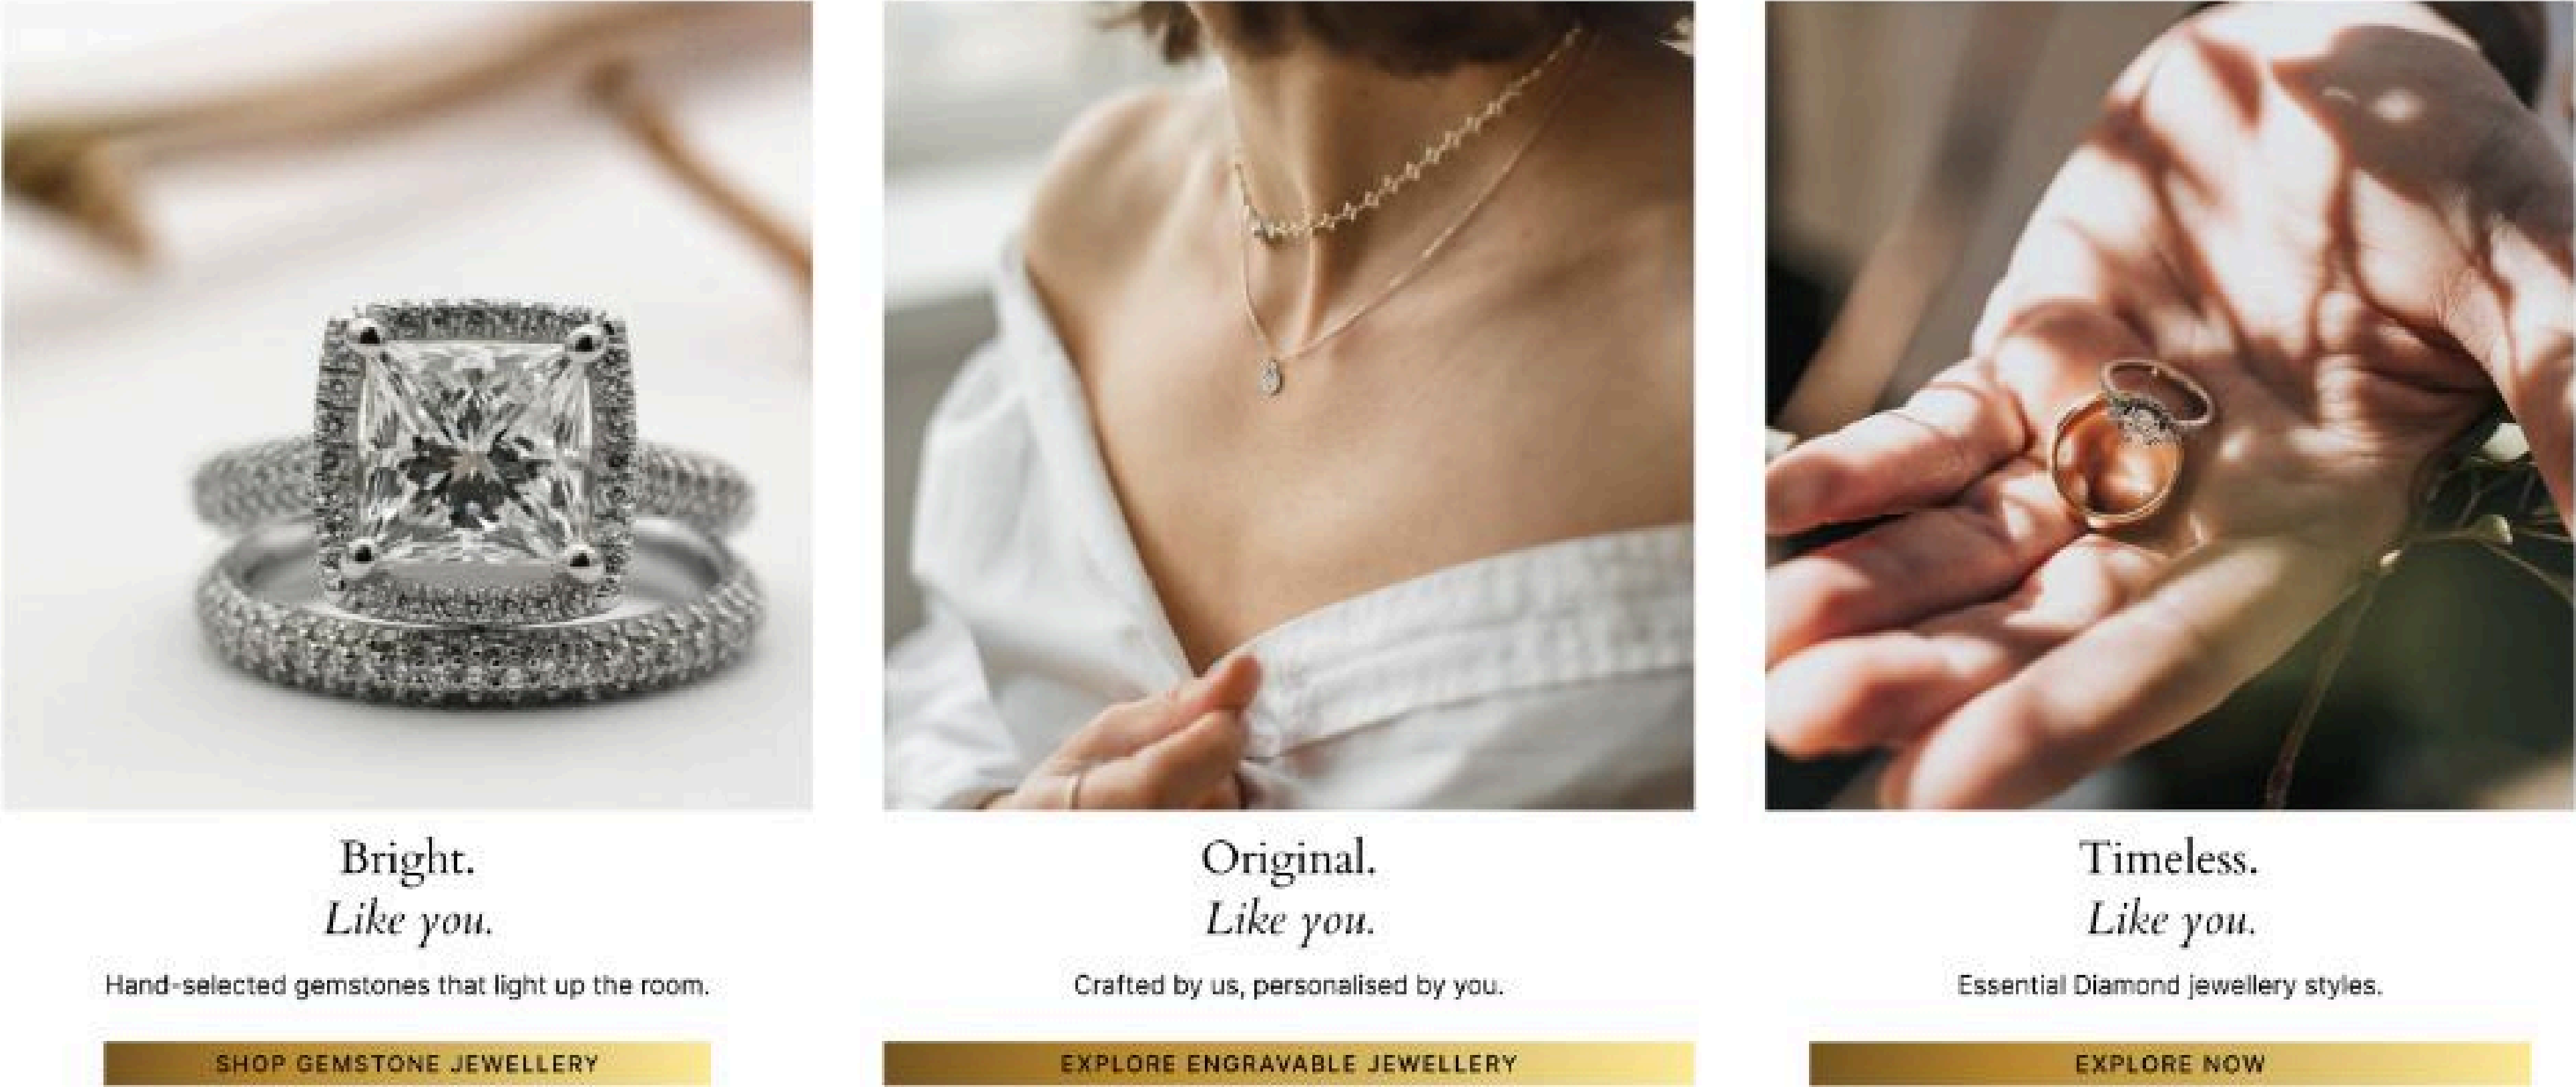 Bright.
Like you.
Hand-selected gemstones that light up the room.
SHOP GEMSTONE JEWELLERY
Original.
Like you.
Crafted by us, personalised by you.
EXPLORE ENGRAVABLE JEWELLERY
Timeless.
Like you.
Essential Diamond jewellery styles.
EXPLORE NOW